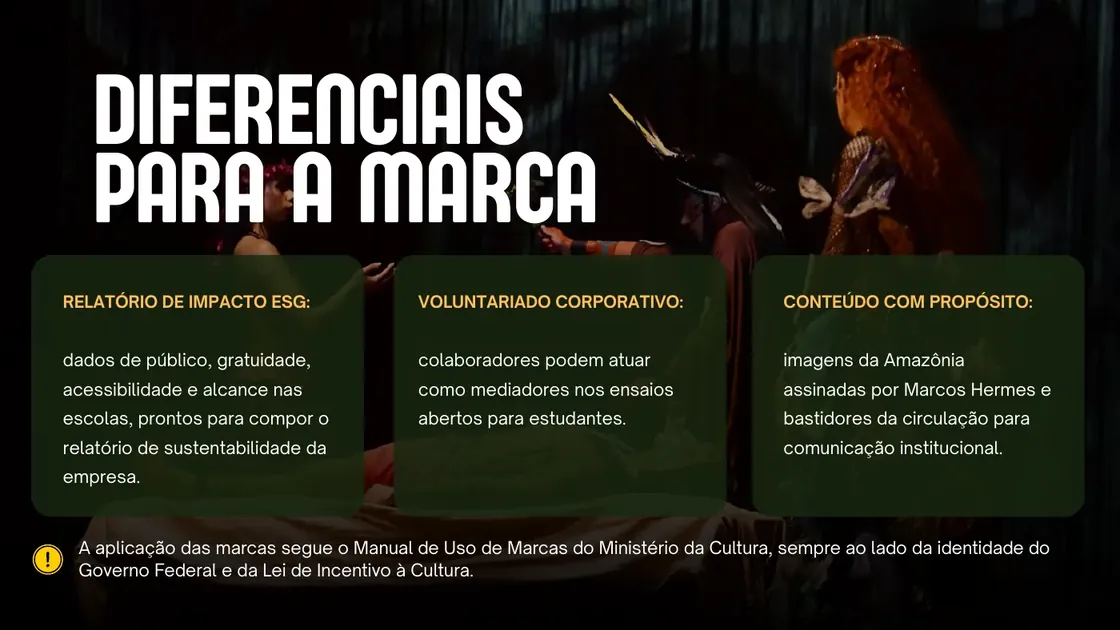 DIFERENCIAIS
PARA A MARCA
RELATÓRIO DE IMPACTO ESG:
dados de público, gratuidade,
acessibilidade e alcance nas
escolas, prontos para compor o
relatório de sustentabilidade da
empresa.
VOLUNTARIADO CORPORATIVO:
colaboradores podem atuar
como mediadores nos ensaios
abertos para estudantes.
CONTEÚDO COM PROPÓSITO:
imagens da Amazônia
assinadas por Marcos Hermes e
bastidores da circulação para
comunicação institucional.
!
A aplicação das marcas segue o Manual de Uso de Marcas do Ministério da Cultura, sempre ao lado da identidade do
Governo Federal e da Lei de Incentivo à Cultura.